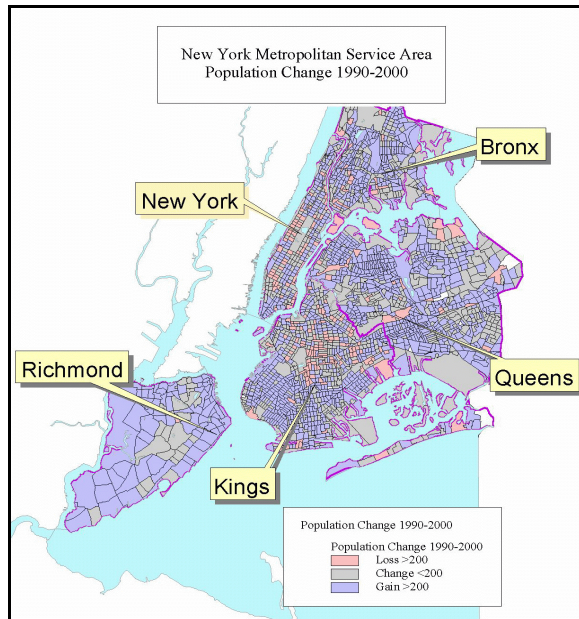 New York Metropolitan Service Area
Population Change 1990-2000
Bronx
New York
Richmond
Queens
Kings
Population Change 1990-2000
Population Change 1990-2000
Loss >200
Change <200
Gain >200